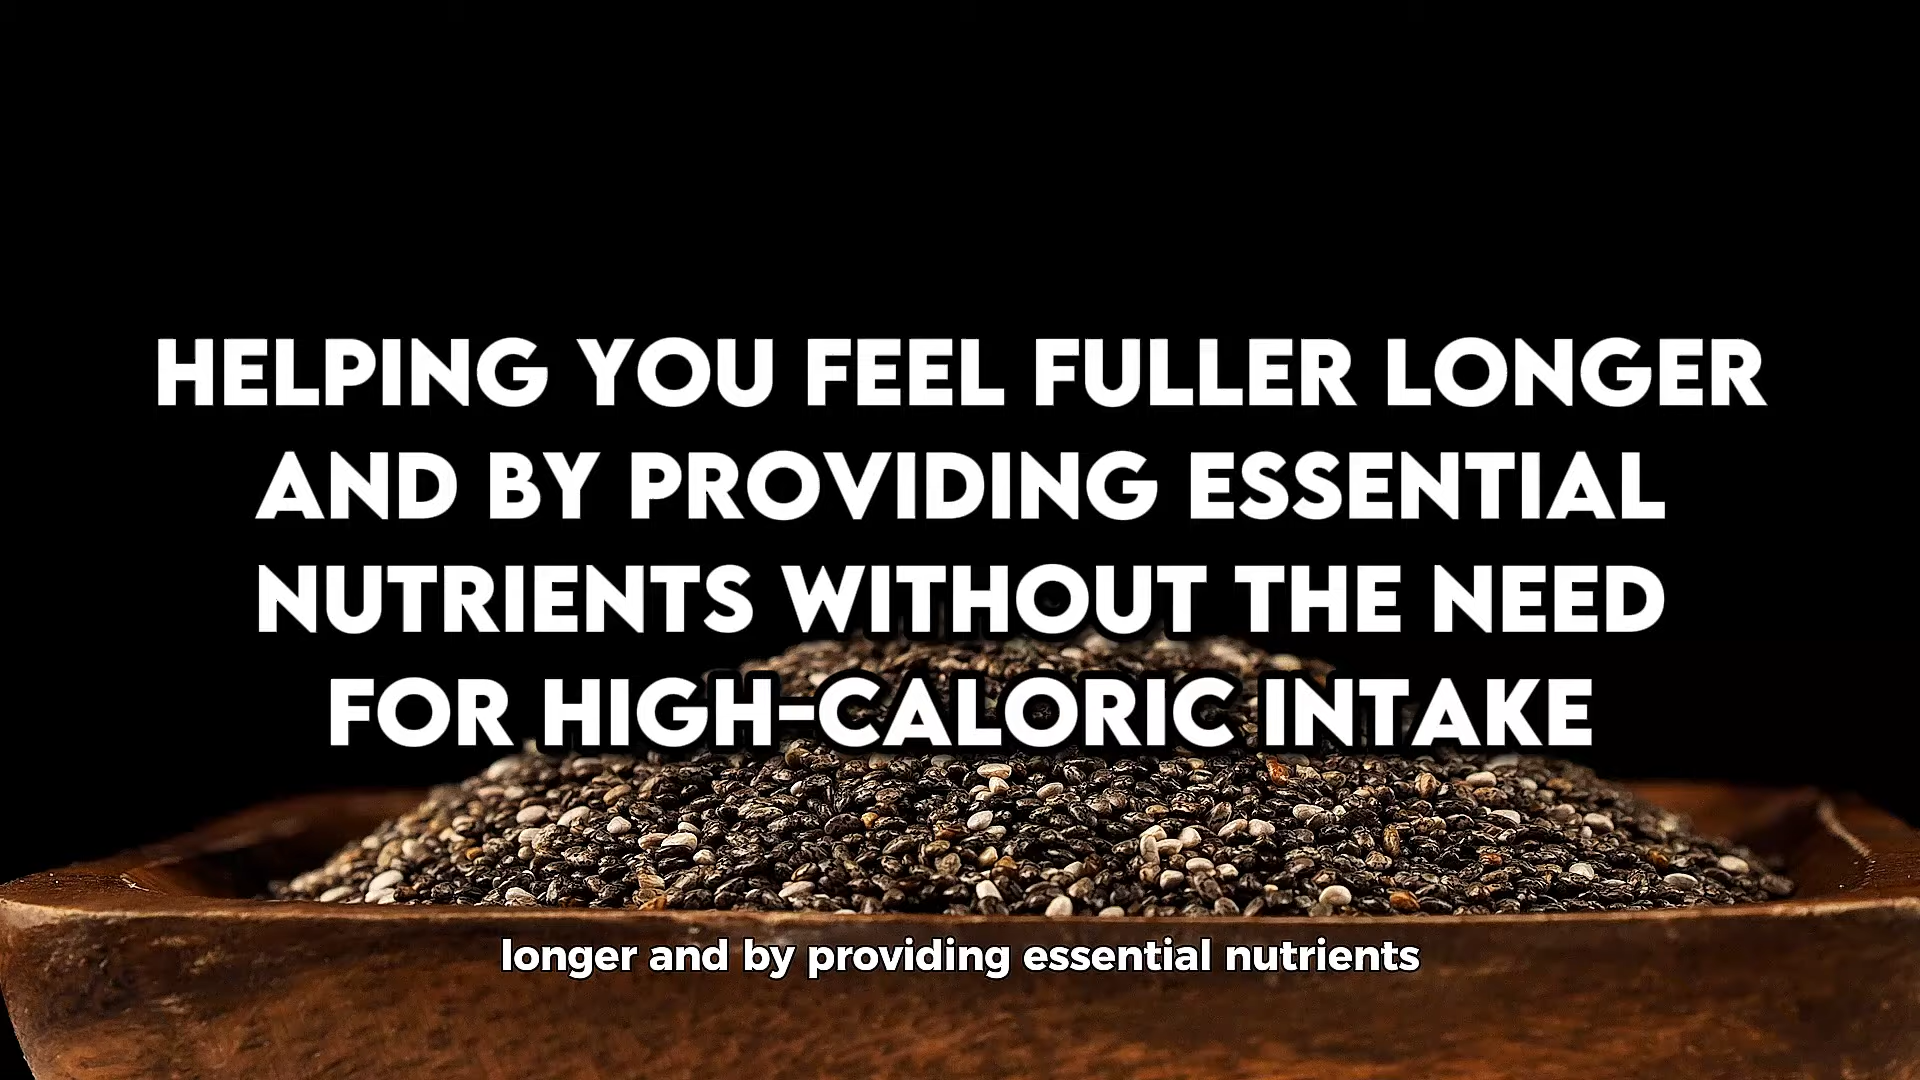 HELPING YOU FEEL FULLER LONGER
AND BY PROVIDING ESSENTIAL
NUTRIENTS WITHOUT THE NEED
FOR HIGH-CALORIC INTAKE
longer and by providing essential nutrients